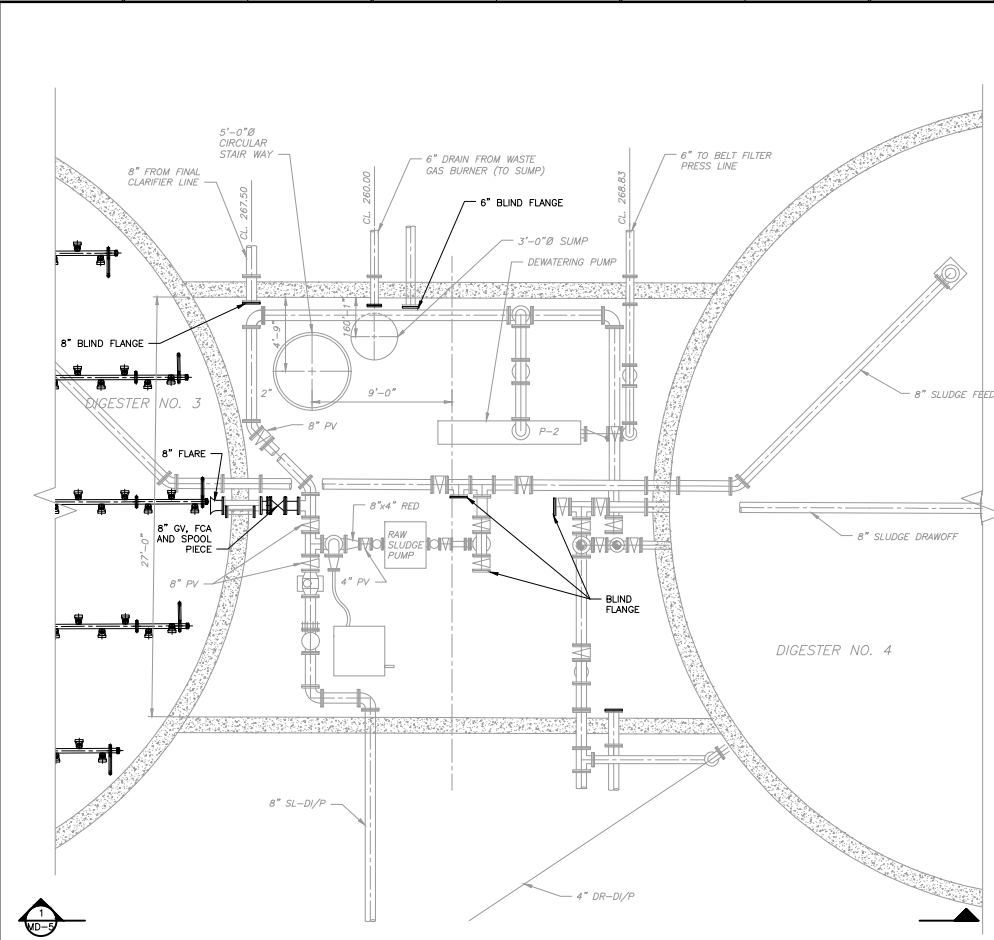 5'-0"Ø
CIRCULAR
STAIR WAY
8" FROM FINAL
CLARIFIER LINE
6" DRAIN FROM WASTE
GAS BURNER (TO SUMP)
6" TO BELT FILTER
PRESS LINE
CL. 267.50
CL. 260.00
CL. 268.83
6" BLIND FLANGE
3'-0"Ø SUMP
DEWATERING PUMP
8" BLIND FLANGE
4'-9"
160'-1"
2"
9'-0"
DIGESTER NO. 3
8" SLUDGE FEED
8" PV
P-2
8" FLARE
8"x4" RED
8" GV, FCA
AND SPOOL
PIECE
RAW
SLUDGE
PUMP
8" SLUDGE DRAWOFF
27'-0"
8" PV
4" PV
BLIND
FLANGE
DIGESTER NO. 4
8" SL-DI/P
4" DR-DI/P
1
MD-5